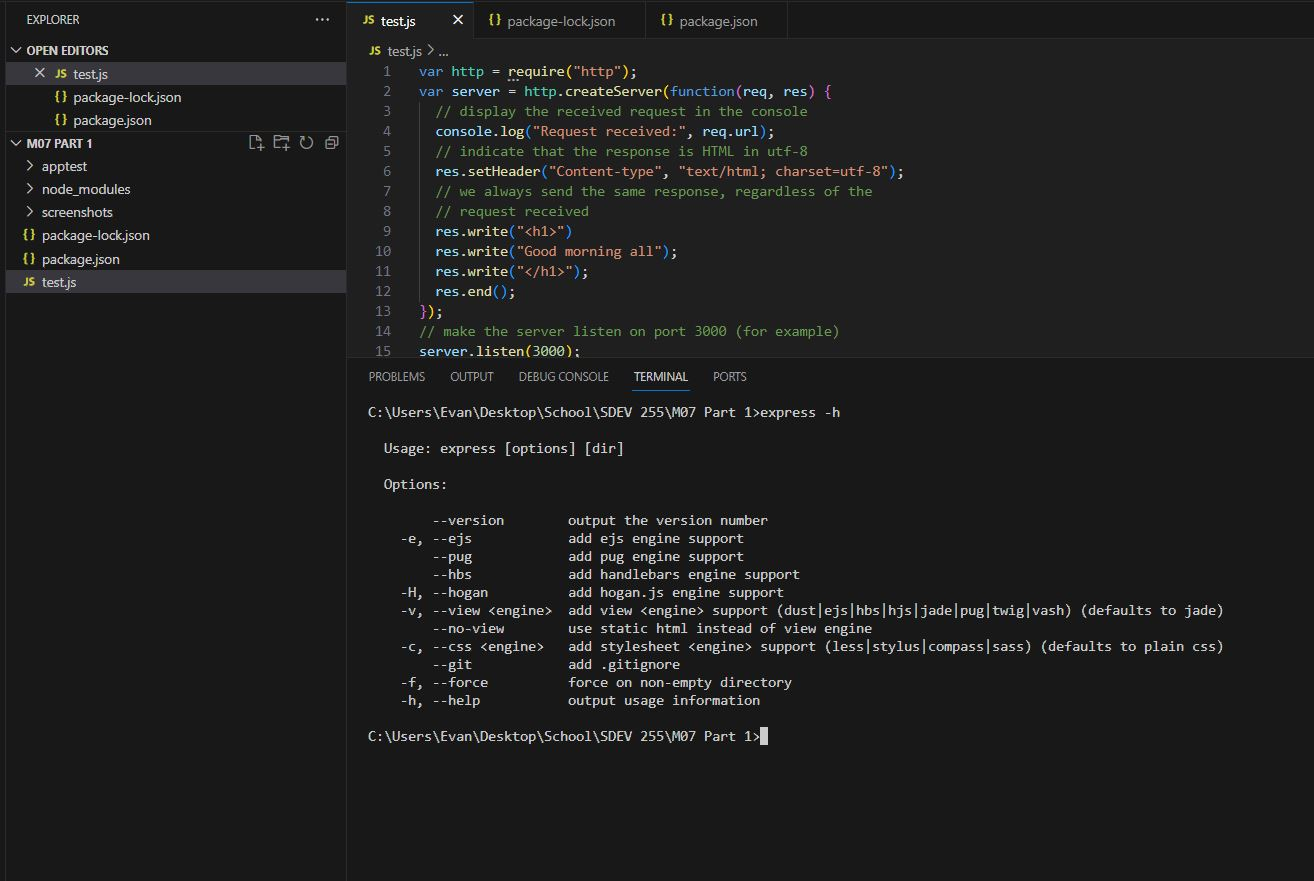 EXPLORER
OPEN EDITORS
JS test.js
{} package-lock.json
{} package.json
M07 PART 1
apptest
node_modules
screenshots
{} package-lock.json
{} package.json
JS test.js
JS test.js
{} package-lock.json
{} package.json
JS test.js > ...
1 var http = require("http");
2 var server = http.createServer(function(req, res) {
3 // display the received request in the console
4 console.log("Request received:", req.url);
5 // indicate that the response is HTML in utf-8
6 res.setHeader("Content-type", "text/html; charset=utf-8");
7 // we always send the same response, regardless of the
8 // request received
9 res.write("<h1>")
10 res.write("Good morning all");
11 res.write("</h1>");
12 res.end();
13 });
14 // make the server listen on port 3000 (for example)
15 server.listen(3000);
PROBLEMS OUTPUT DEBUG CONSOLE TERMINAL PORTS
C:\Users\Evan\Desktop\School\SDEV 255\M07 Part 1>express -h
Usage: express [options] [dir]
Options:
--version output the version number
-e, --ejs add ejs engine support
--pug add pug engine support
--hbs add handlebars engine support
-H, --hogan add hogan.js engine support
-v, --view <engine> add view <engine> support (dust|ejs|hbs|hjs|jade|pug|twig|vash) (defaults to jade)
--no-view use static html instead of view engine
-c, --css <engine> add stylesheet <engine> support (less|stylus|compass|sass) (defaults to plain css)
--git add .gitignore
-f, --force force on non-empty directory
-h, --help output usage information
C:\Users\Evan\Desktop\School\SDEV 255\M07 Part 1>